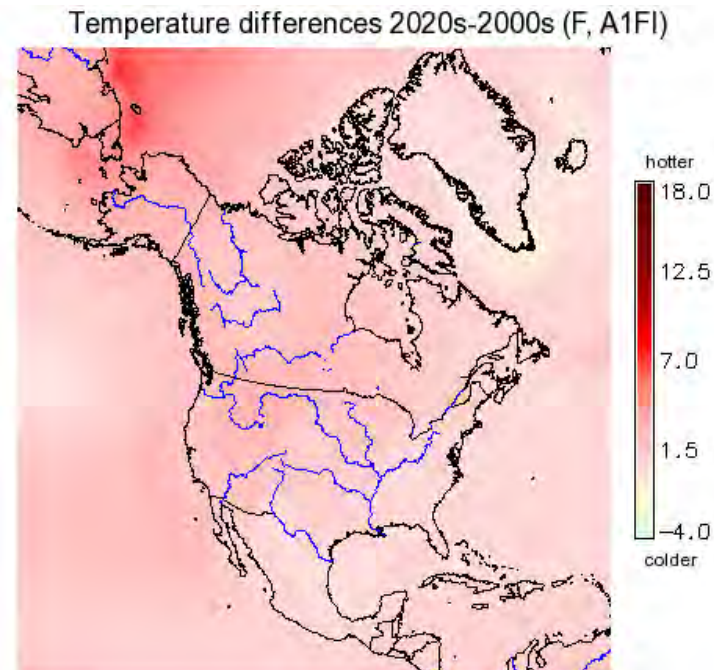 Temperature differences 2020s-2000s (F, A1FI)
hotter
18.0
12.5
7.0
1.5
-4.0
colder